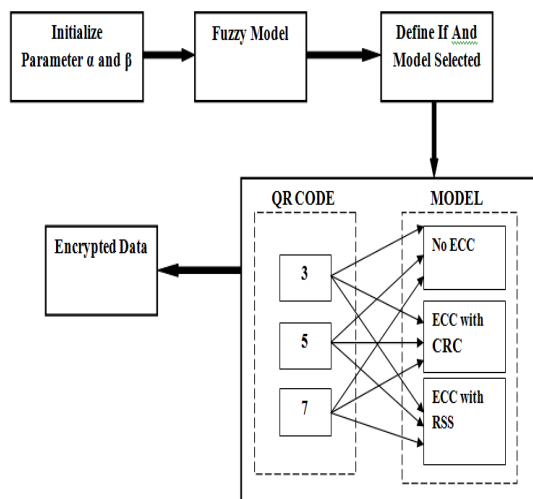 Initialize
Parameter α and β
Fuzzy Model
Define If And
Model Selected
QR CODE
MODEL
3
5
7
No ECC
ECC with
CRC
ECC with
RSS
Encrypted Data